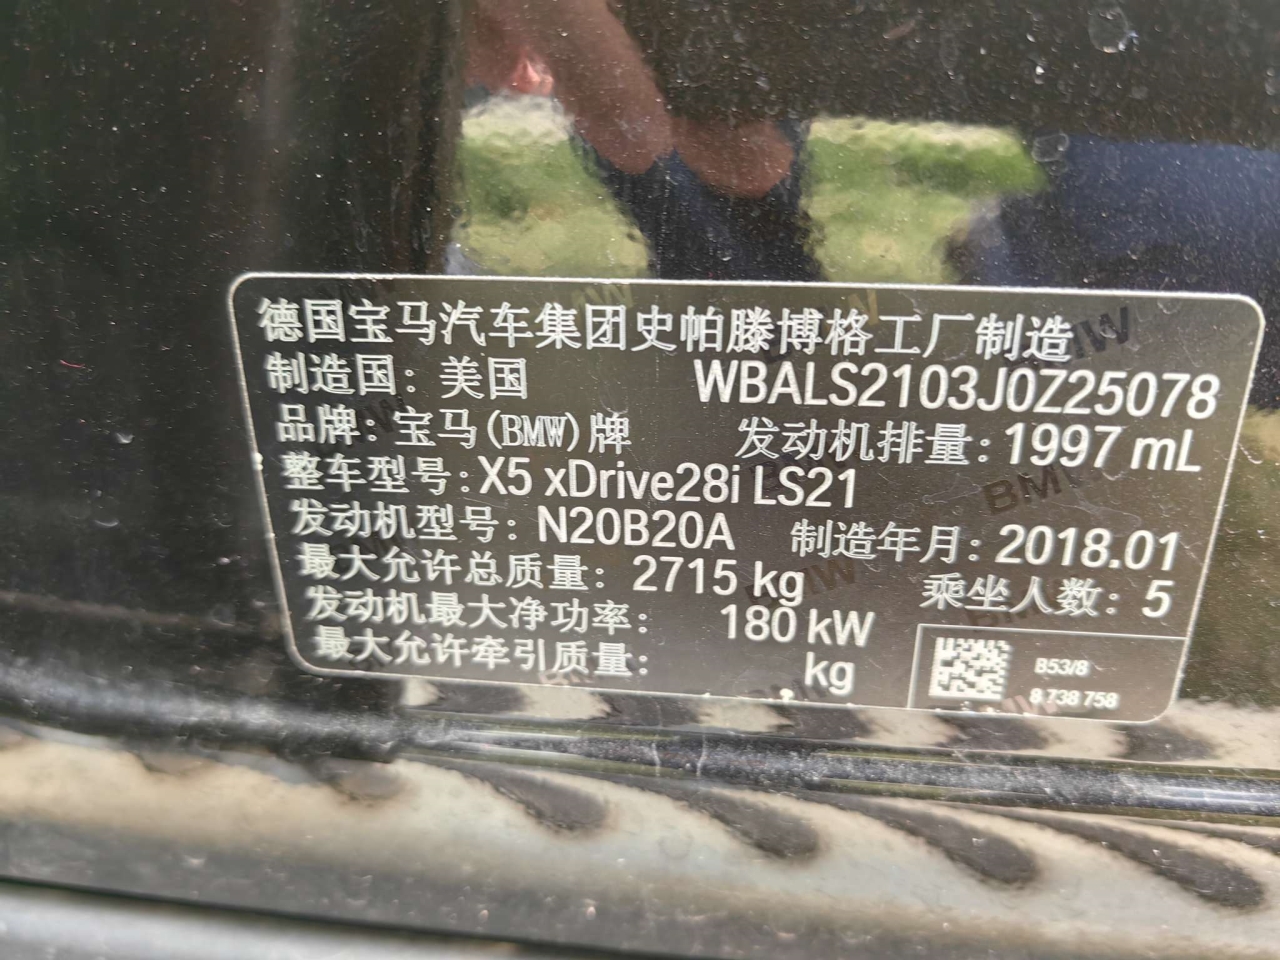 德国宝马汽车集团史帕滕博格工厂制造
制造国: 美国 WBALS2103J0Z25078
品牌: 宝马(BMW)牌 发动机排量: 1997 mL
整车型号: X5 xDrive28i LS21
发动机型号: N20B20A 制造年月: 2018.01
最大允许总质量: 2715 kg 乘坐人数: 5
发动机最大净功率: 180 kW
最大允许牵引质量: kg
853/8
8 738 758